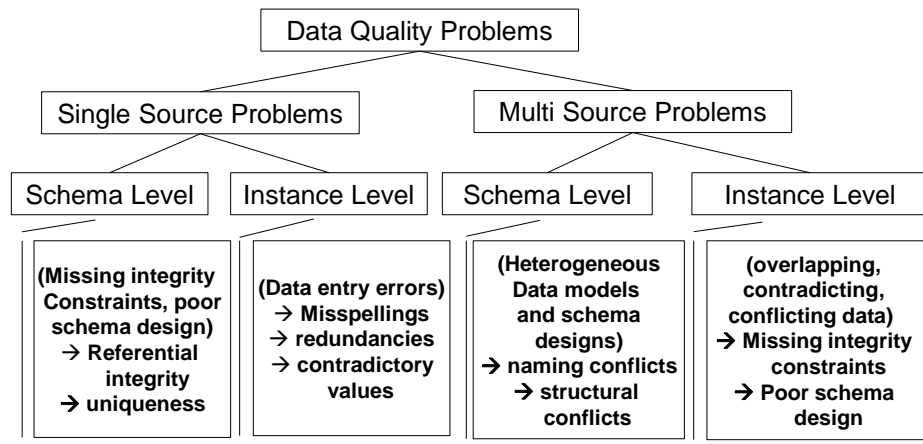 Data Quality Problems
Single Source Problems
Multi Source Problems
Schema Level
Instance Level
Schema Level
Instance Level
(Missing integrity
Constraints, poor
schema design)
→ Referential
integrity
→ uniqueness
(Data entry errors)
→ Misspellings
→ redundancies
→ contradictory
values
(Heterogeneous
Data models
and schema
designs)
→ naming conflicts
→ structural
conflicts
(overlapping,
contradicting,
conflicting data)
→ Missing integrity
constraints
→ Poor schema
design